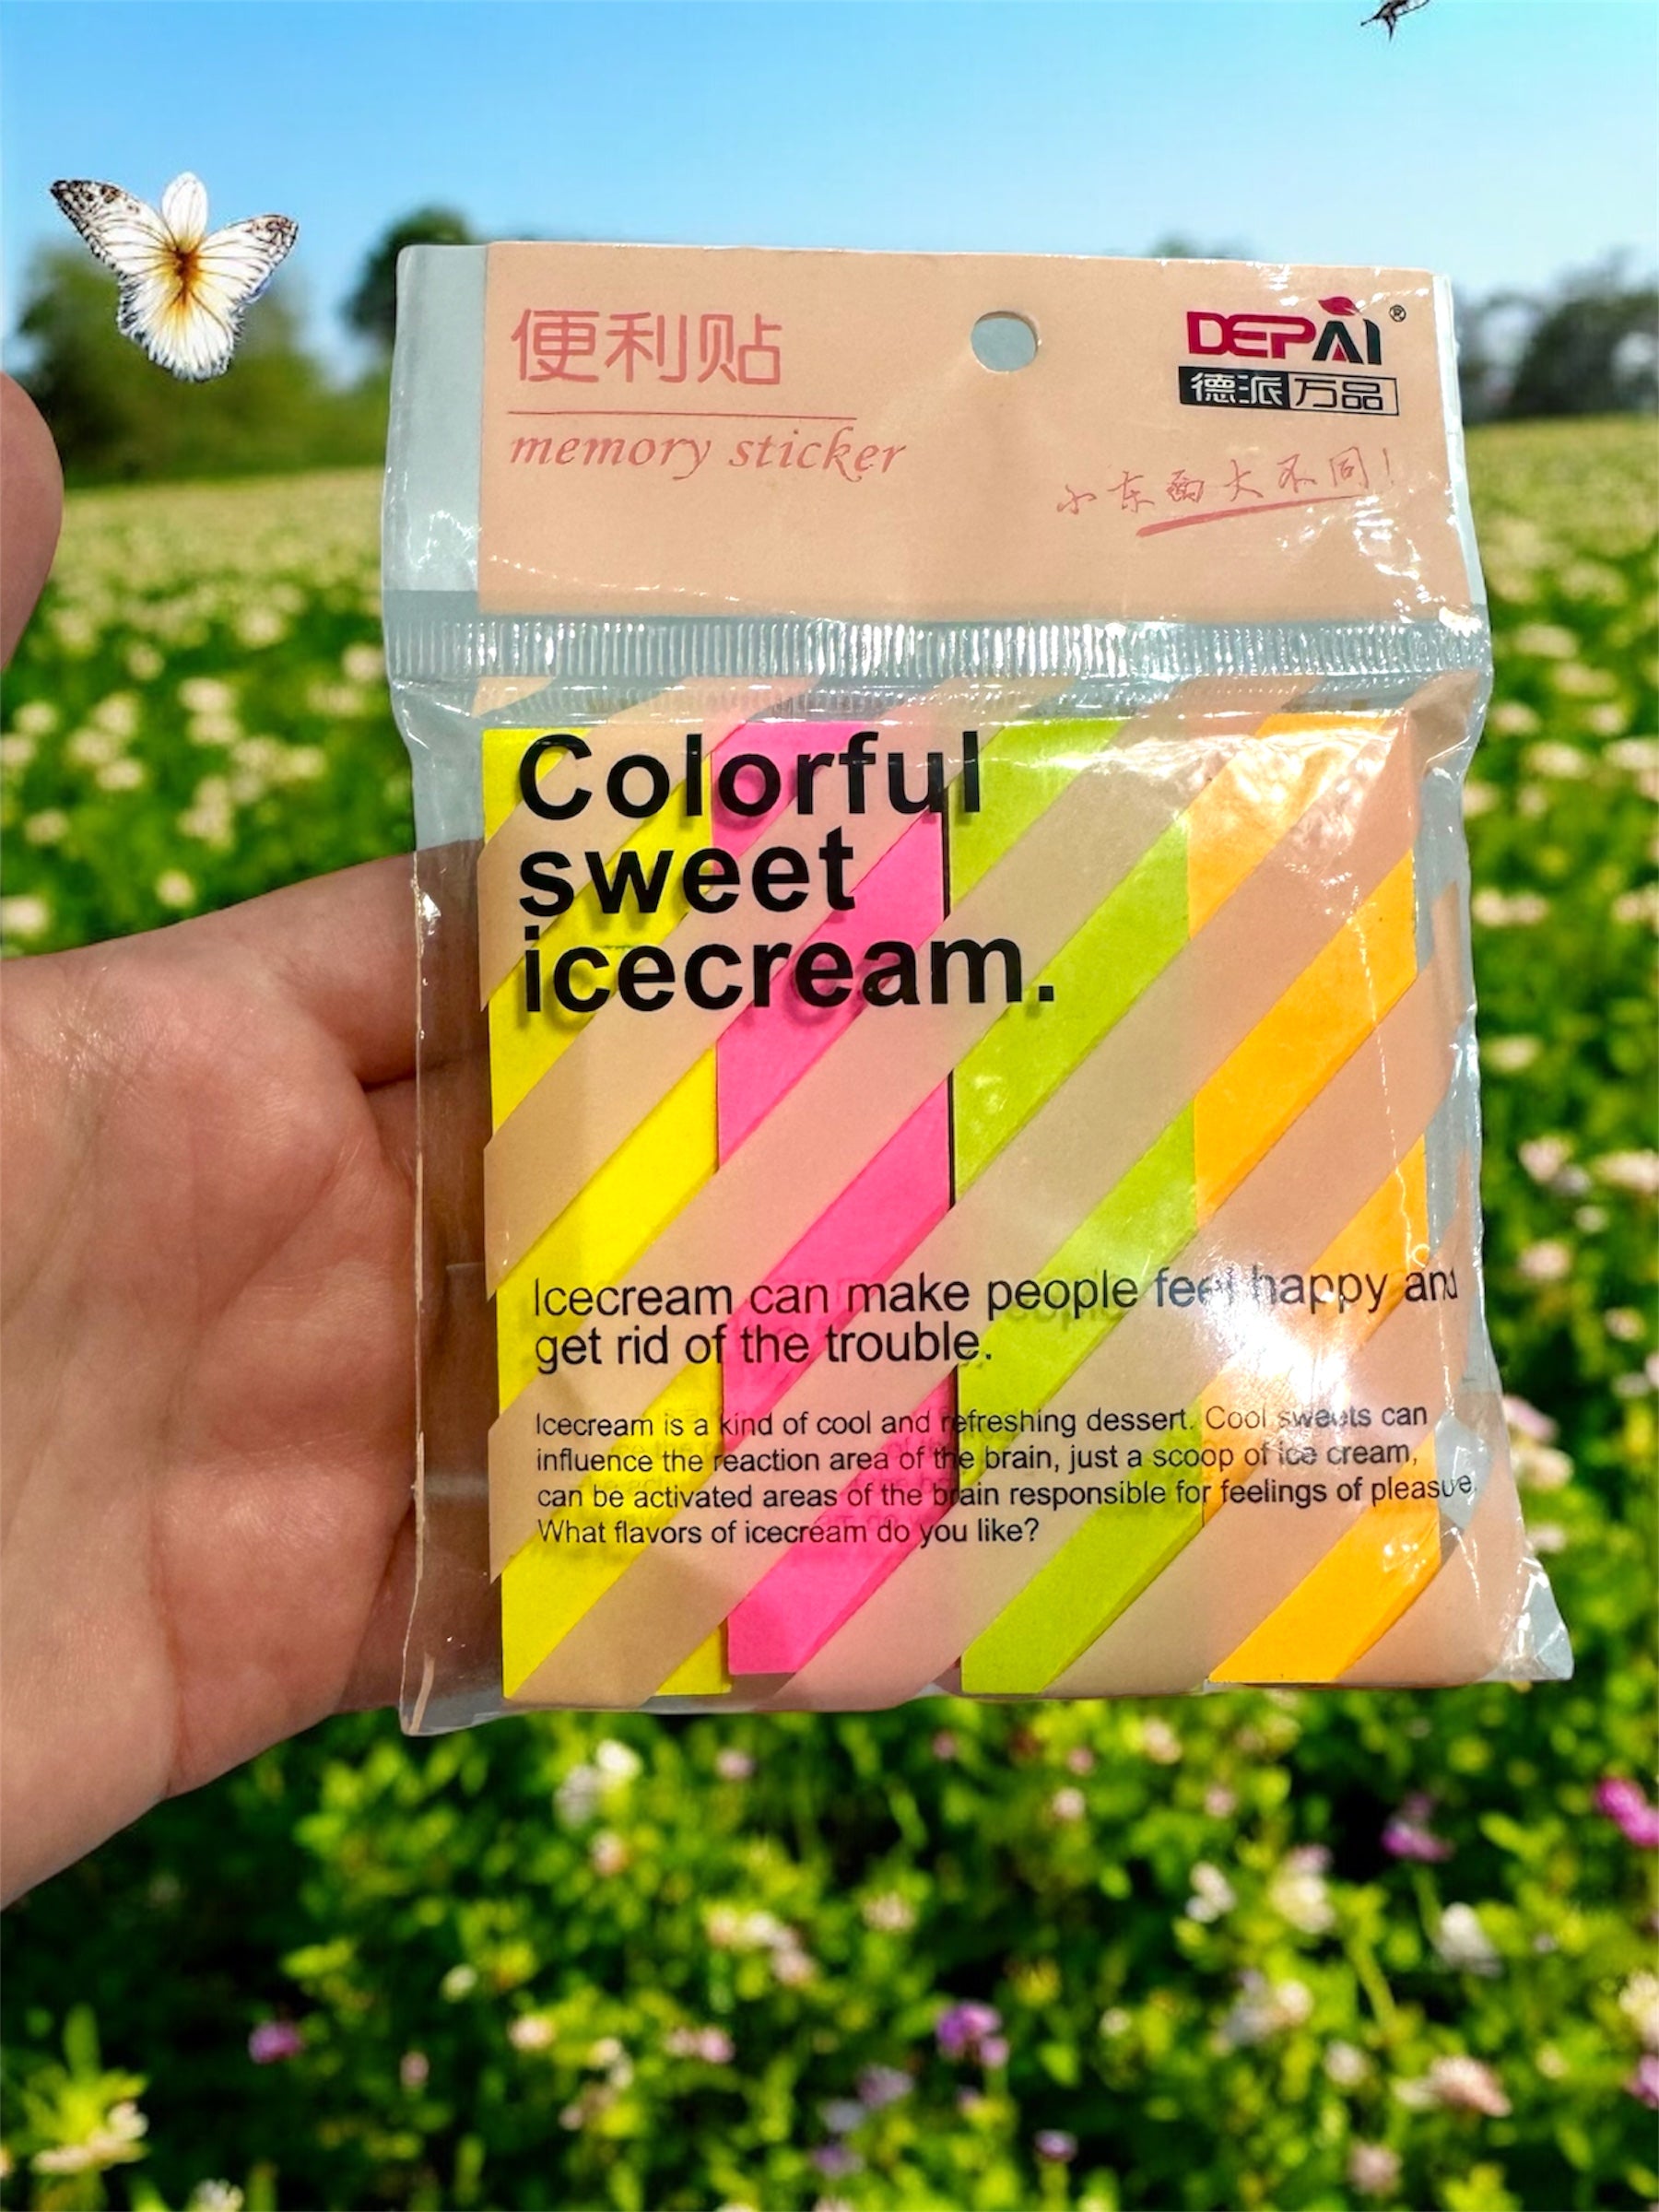 便利贴
memory sticker
DEPAI®
德派万品
小东西大不同!
Colorful
sweet
icecream.
Icecream can make people feel happy and
get rid of the trouble.
Icecream is a kind of cool and refreshing dessert. Cool sweets can
influence the reaction area of the brain, just a scoop of ice cream,
can be activated areas of the brain responsible for feelings of pleasure.
What flavors of icecream do you like?